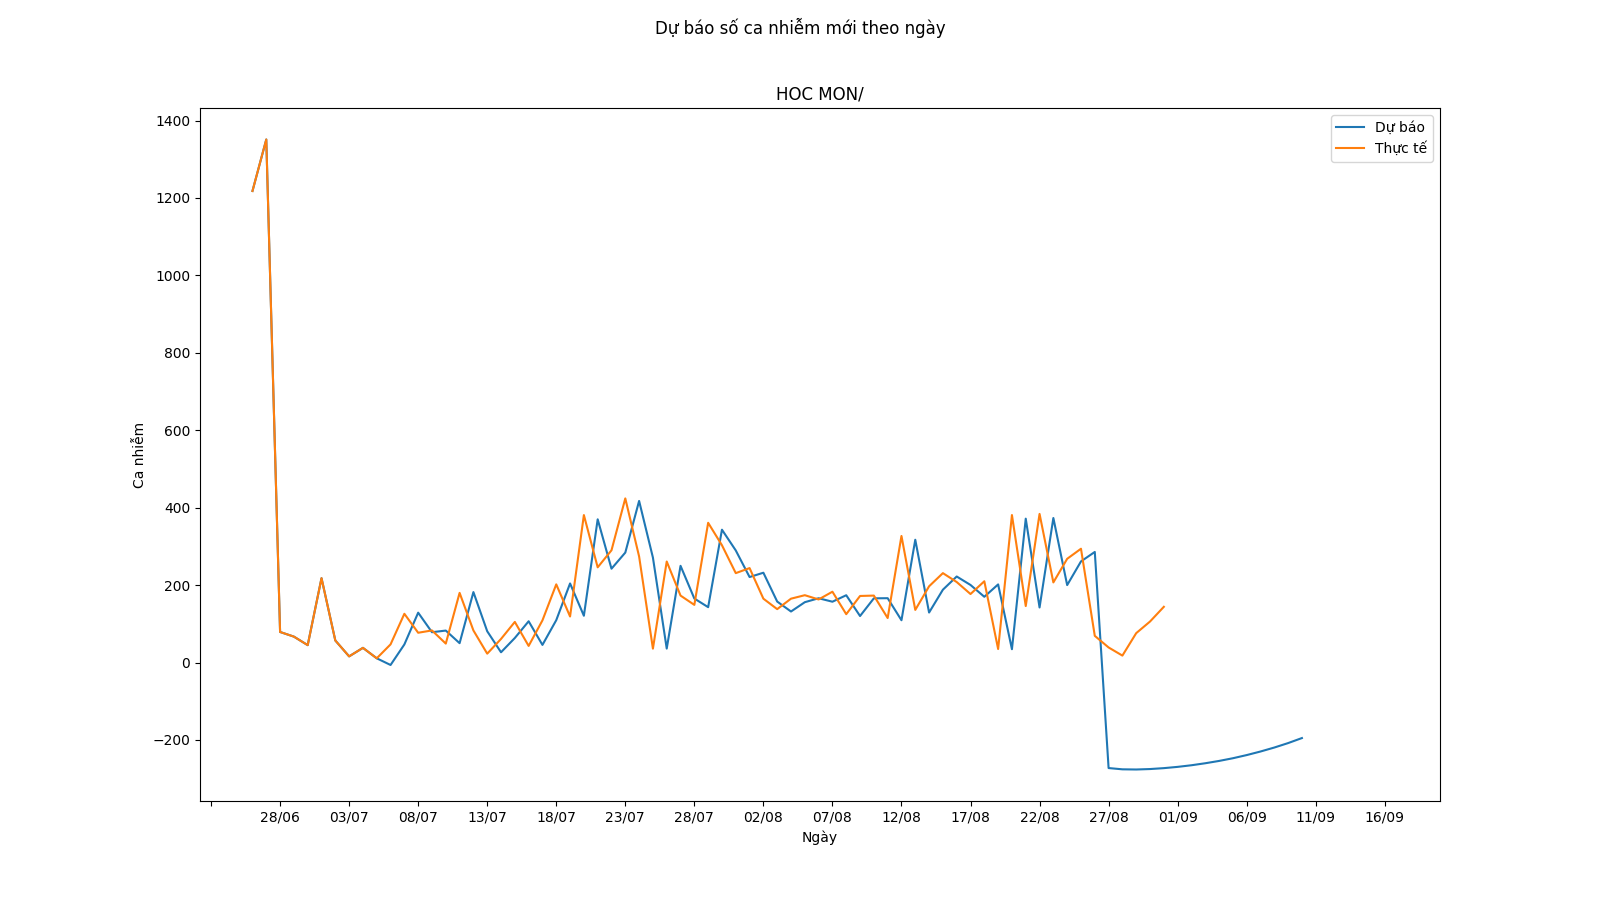 Dự báo số ca nhiễm mới theo ngày
HOC MON/
Dự báo
Thực tế
1400
1200
1000
800
600
400
200
0
−200
Ca nhiễm
28/06 03/07 08/07 13/07 18/07 23/07 28/07 02/08 07/08 12/08 17/08 22/08 27/08 01/09 06/09 11/09 16/09
Ngày